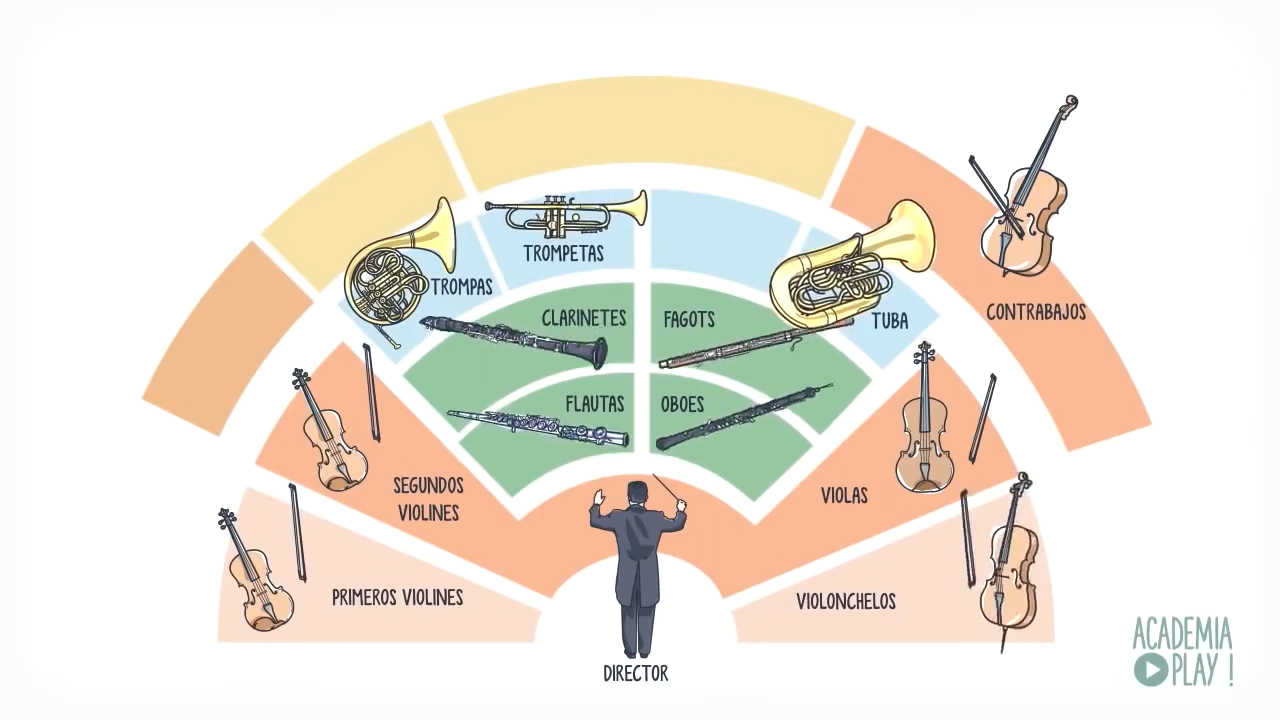 TROMPETAS
TROMPAS
CONTRABAJOS
CLARINETES
FAGOTS
TUBA
FLAUTAS
OBOES
SEGUNDOS
VIOLINES
VIOLAS
PRIMEROS VIOLINES
VIOLONCHELOS
DIRECTOR
ACADEMIA
PLAY !